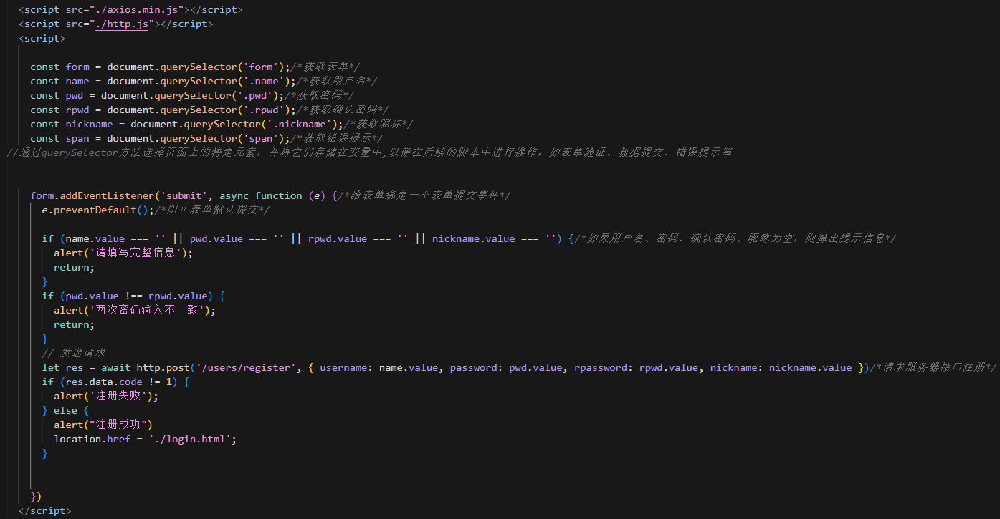 <script src="./axios.min.js"></script>
<script src="./http.js"></script>
<script>
const form = document.querySelector('form');/*获取表单*/
const name = document.querySelector('.name');/*获取用户名*/
const pwd = document.querySelector('.pwd');/*获取密码*/
const rpwd = document.querySelector('.rpwd');/*获取确认密码*/
const nickname = document.querySelector('.nickname');/*获取昵称*/
const span = document.querySelector('span');/*获取错误提示*/
//通过querySelector方法选择页面上的特定元素，并将它们存储在变量中,以便在后续的脚本中进行操作，如表单验证、数据提交、错误提示等
form.addEventListener('submit', async function (e) {/*给表单绑定一个表单提交事件*/
e.preventDefault();/*阻止表单默认提交*/
if (name.value === '' || pwd.value === '' || rpwd.value === '' || nickname.value === '') {/*如果用户名、密码、确认密码、昵称为空，则弹出提示信息*/
alert('请填写完整信息');
return;
}
if (pwd.value !== rpwd.value) {
alert('两次密码输入不一致');
return;
}
// 发送请求
let res = await http.post('/users/register', { username: name.value, password: pwd.value, rpassword: rpwd.value, nickname: nickname.value })/*请求服务器接口注册*/
if (res.data.code != 1) {
alert('注册失败');
} else {
alert("注册成功")
location.href = './login.html';
}
})
</script>